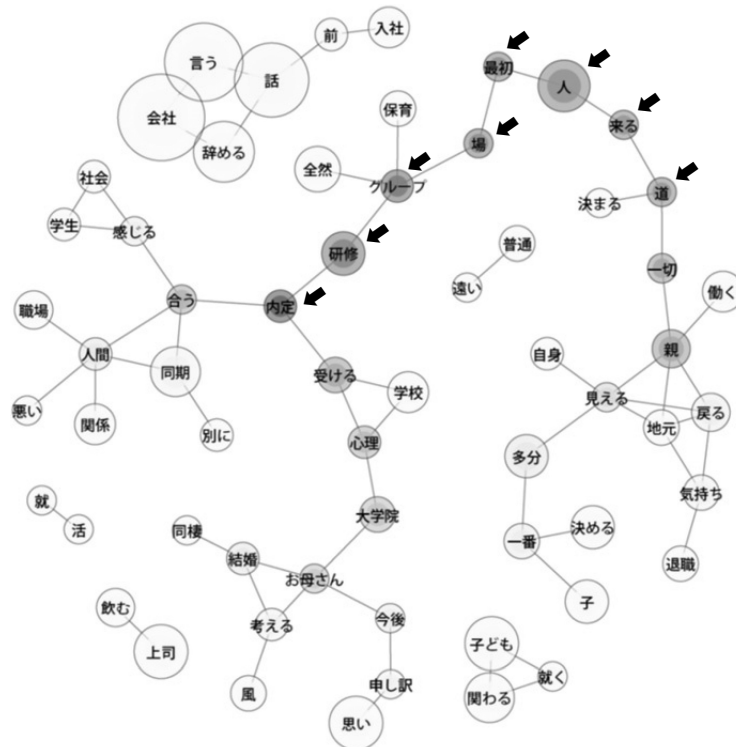 前
入社
言う
話
会社
辞める
最初
人
来る
保育
場
全然
グループ
道
決まる
社会
学生
感じる
研修
普通
遠い
一切
働く
合う
内定
職場
人間
同期
悪い
関係
別に
受ける
学校
心理
自身
親
見える
地元
戻る
多分
気持ち
一番
決める
退職
子
就
活
大学院
同棲
結婚
お母さん
考える
今後
飲む
上司
風
申し訳
思い
子ども
就く
関わる